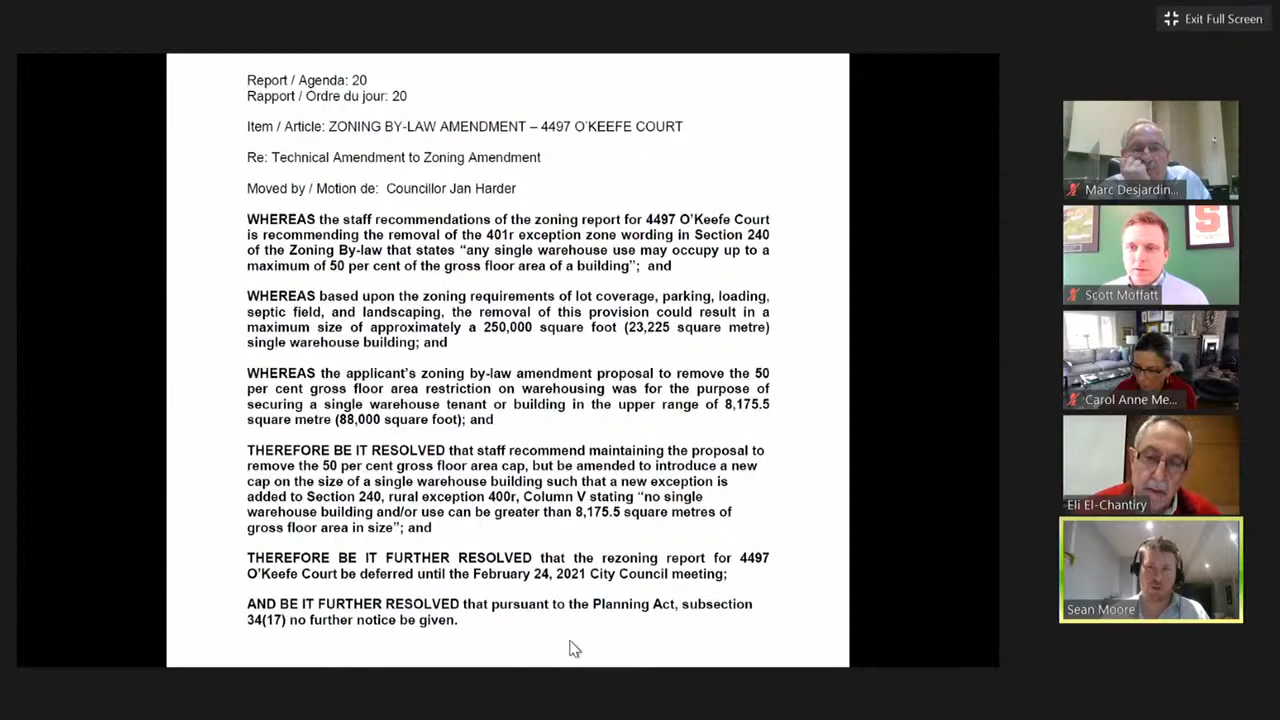 Exit Full Screen
Report / Agenda: 20
Rapport / Ordre du jour: 20
Item / Article: ZONING BY-LAW AMENDMENT – 4497 O'KEEFE COURT
Re: Technical Amendment to Zoning Amendment
Moved by / Motion de: Councillor Jan Harder
WHEREAS the staff recommendations of the zoning report for 4497 O'Keefe Court
is recommending the removal of the 401r exception zone wording in Section 240
of the Zoning By-law that states “any single warehouse use may occupy up to a
maximum of 50 per cent of the gross floor area of a building”; and
WHEREAS based upon the zoning requirements of lot coverage, parking, loading,
septic field, and landscaping, the removal of this provision could result in a
maximum size of approximately a 250,000 square foot (23,225 square metre)
single warehouse building; and
WHEREAS the applicant's zoning by-law amendment proposal to remove the 50
per cent gross floor area restriction on warehousing was for the purpose of
securing a single warehouse tenant or building in the upper range of 8,175.5
square metre (88,000 square foot); and
THEREFORE BE IT RESOLVED that staff recommend maintaining the proposal to
remove the 50 per cent gross floor area cap, but be amended to introduce a new
cap on the size of a single warehouse building such that a new exception is
added to Section 240, rural exception 400r, Column V stating “no single
warehouse building and/or use can be greater than 8,175.5 square metres of
gross floor area in size”; and
THEREFORE BE IT FURTHER RESOLVED that the rezoning report for 4497
O'Keefe Court be deferred until the February 24, 2021 City Council meeting;
AND BE IT FURTHER RESOLVED that pursuant to the Planning Act, subsection
34(17) no further notice be given.
Marc Desjardin...
Scott Moffatt
S
Carol Anne Me...
Eli El-Chantiry
Sean Moore